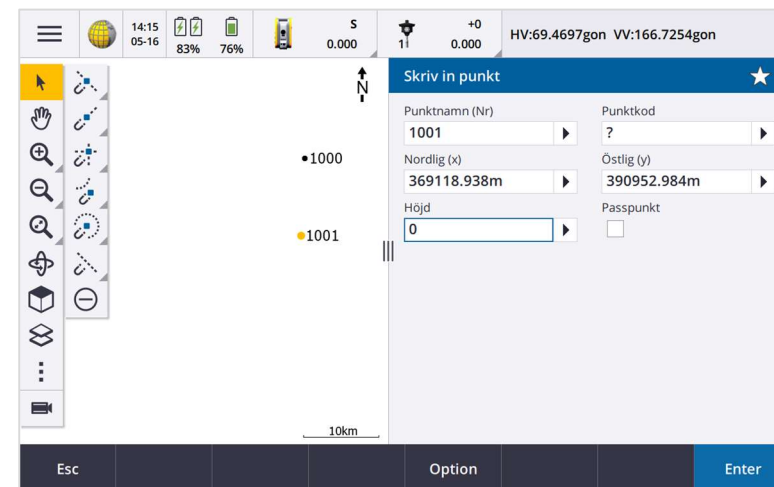 14:15
05-16
83%
76%
S
0.000
1
+0
0.000
HV:69.4697gon VV:166.7254gon
N
1000
1001
10km
Skriv in punkt
Punktnamn (Nr)
Punktkod
1001
?
Nordlig (x)
Östlig (y)
369118.938m
390952.984m
Höjd
Passpunkt
0
Esc
Option
Enter